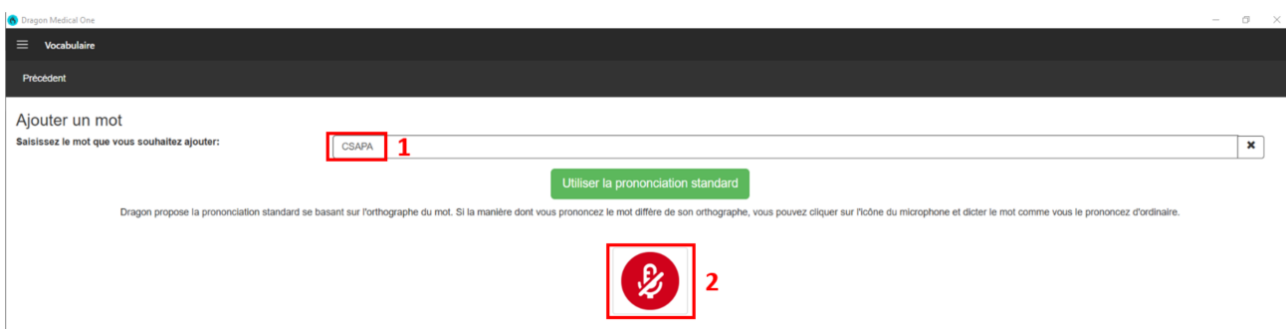 Dragon Medical One
Vocabulaire
Précédent
Ajouter un mot
Saisissez le mot que vous souhaitez ajouter:
CSAPA 1
Utiliser la prononciation standard
Dragon propose la prononciation standard se basant sur l'orthographe du mot. Si la manière dont vous prononcez le mot diffère de son orthographe, vous pouvez cliquer sur l'icône du microphone et dicter le mot comme vous le prononcez d'ordinaire.
2